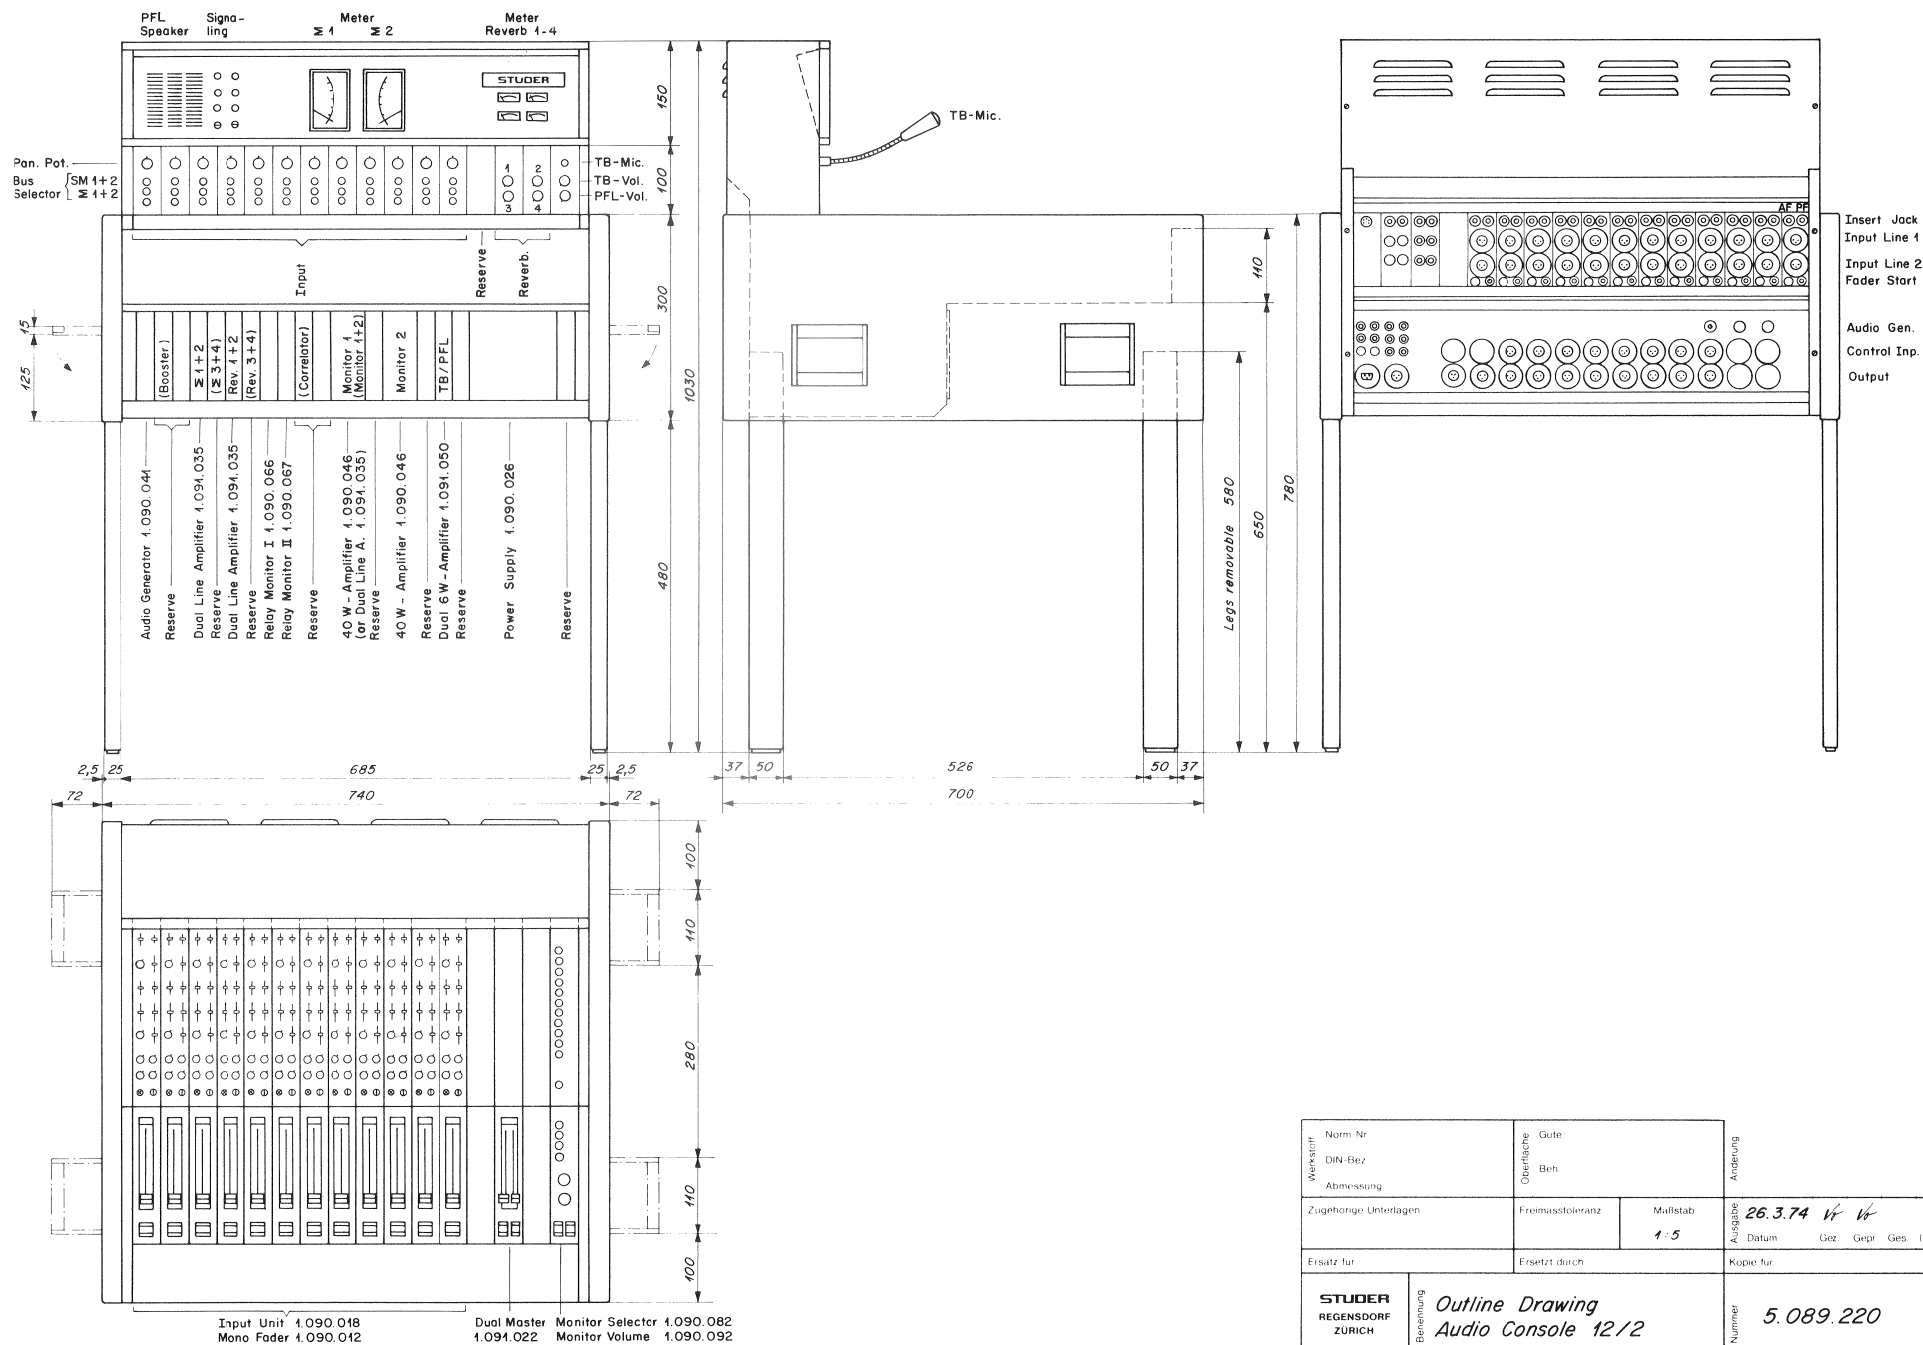 PFL
Speaker
Signa-
ling
Meter
M 1 M 2
Meter
Reverb 1-4
STUDER
Pan. Pot.
Bus
Selector
SM 1+2
M 1+2
1 2
3 4
TB-Mic.
TB-Vol.
PFL-Vol.
150
100
300
480
1030
15
125
Input
Reserve
Reverb.
(Booster)
Σ 1+2
(Σ 3+4)
Rev. 1+2
(Rev. 3+4)
(Correlator)
Monitor 1
(Monitor 1+2)
Monitor 2
TB/PFL
Audio Generator 1.090.041
Reserve
Dual Line Amplifier 1.091.035
Reserve
Dual Line Amplifier 1.091.035
Reserve
Relay Monitor I 1.090.066
Relay Monitor II 1.090.067
Reserve
40 W - Amplifier 1.090.046
(or Dual Line A. 1.091.035)
Reserve
40 W - Amplifier 1.090.046
Reserve
Dual 6 W - Amplifier 1.091.050
Reserve
Power Supply 1.090.026
Reserve
2,5 25 685 25 2,5
72 740 72
TB-Mic.
110
Legs removable 580
650
780
37 50 526 50 37
700
AF PF
Insert Jack
Input Line 1
Input Line 2
Fader Start
Audio Gen.
Control Inp.
Output
100
110
280
110
100
Input Unit 1.090.018
Mono Fader 1.090.012
Dual Master
1.091.022
Monitor Selector 1.090.082
Monitor Volume 1.090.092
Werkstoff
Norm-Nr
DIN-Bez
Abmessung
Oberfläche
Güte
Beh
Änderung
Zugehörige Unterlagen
Freimasstoleranz
Maßstab
1:5
Ausgabe
26.3.74
Datum Gez Gepr Ges
Ersatz für
Ersetzt durch
Kopie für
STUDER
REGENSDORF
ZÜRICH
Benennung
Outline Drawing
Audio Console 12/2
Nummer
5.089.220